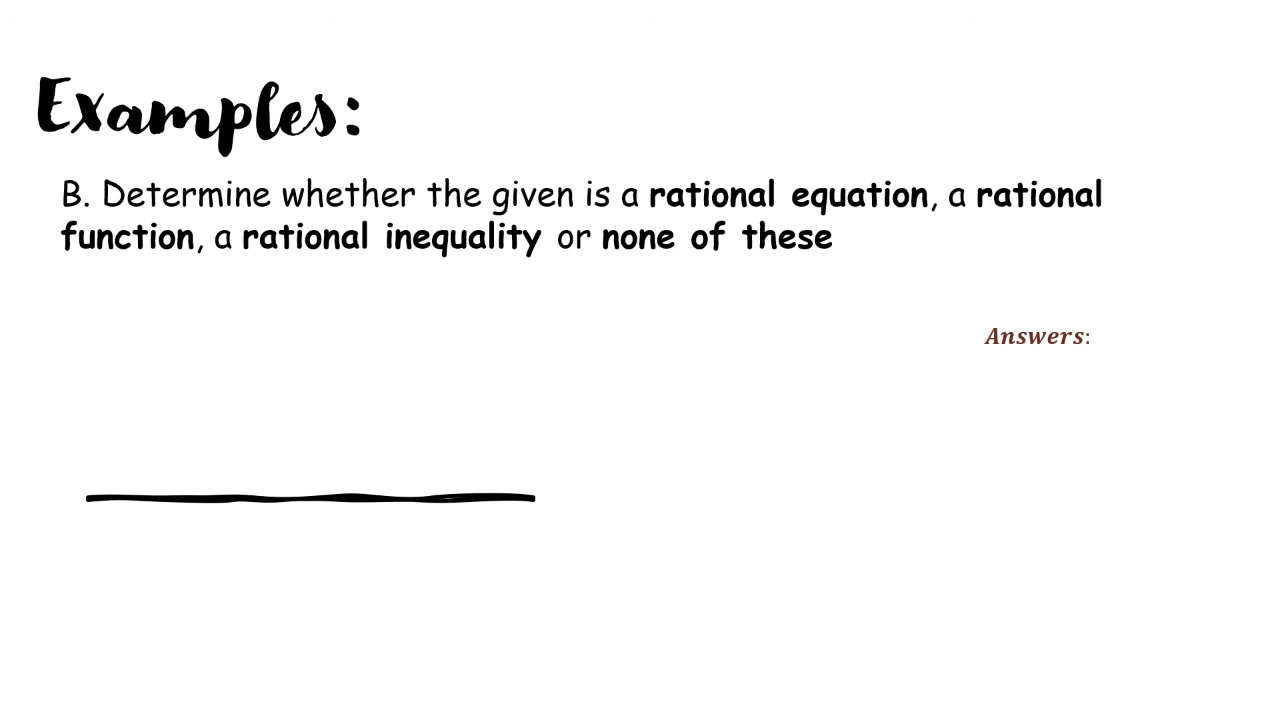 Examples:
B. Determine whether the given is a rational equation, a rational
function, a rational inequality or none of these
Answers: